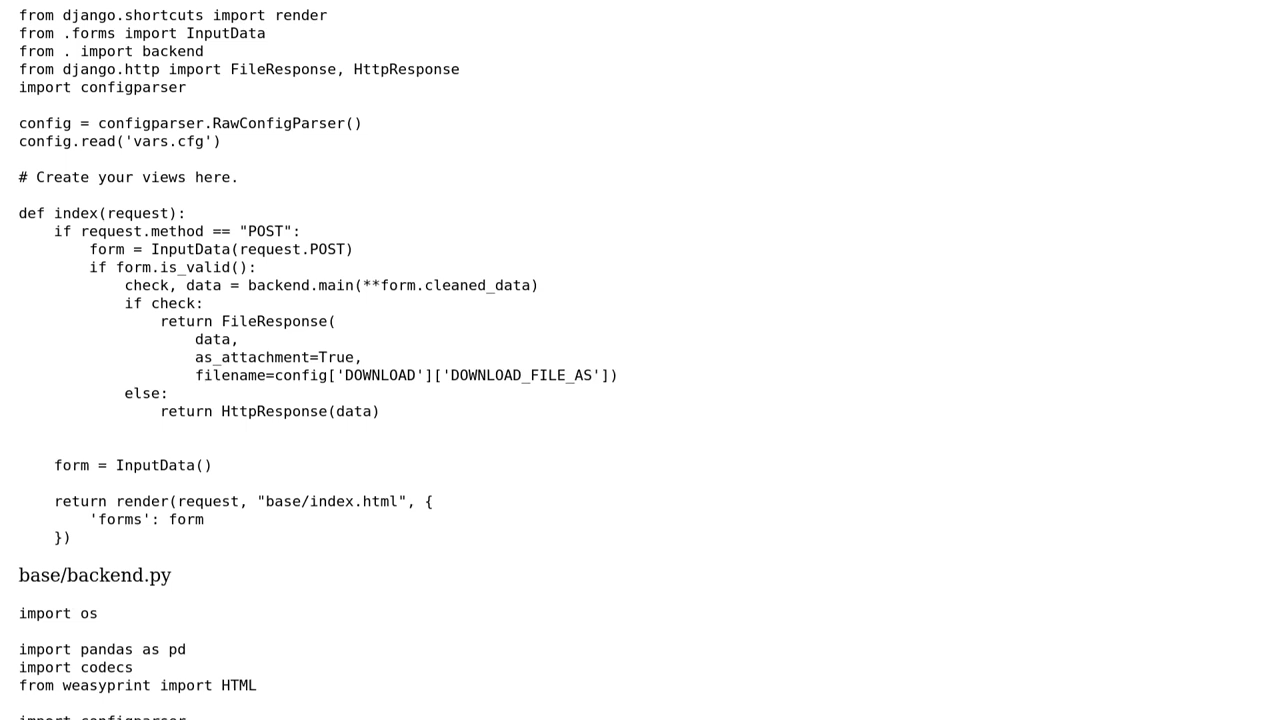 from django.shortcuts import render
from .forms import InputData
from . import backend
from django.http import FileResponse, HttpResponse
import configparser

config = configparser.RawConfigParser()
config.read('vars.cfg')

# Create your views here.

def index(request):
    if request.method == "POST":
        form = InputData(request.POST)
        if form.is_valid():
            check, data = backend.main(**form.cleaned_data)
            if check:
                return FileResponse(
                    data,
                    as_attachment=True,
                    filename=config['DOWNLOAD']['DOWNLOAD_FILE_AS'])
            else:
                return HttpResponse(data)


    form = InputData()

    return render(request, "base/index.html", {
        'forms': form
    })
base/backend.py
import os

import pandas as pd
import codecs
from weasyprint import HTML

import configparser